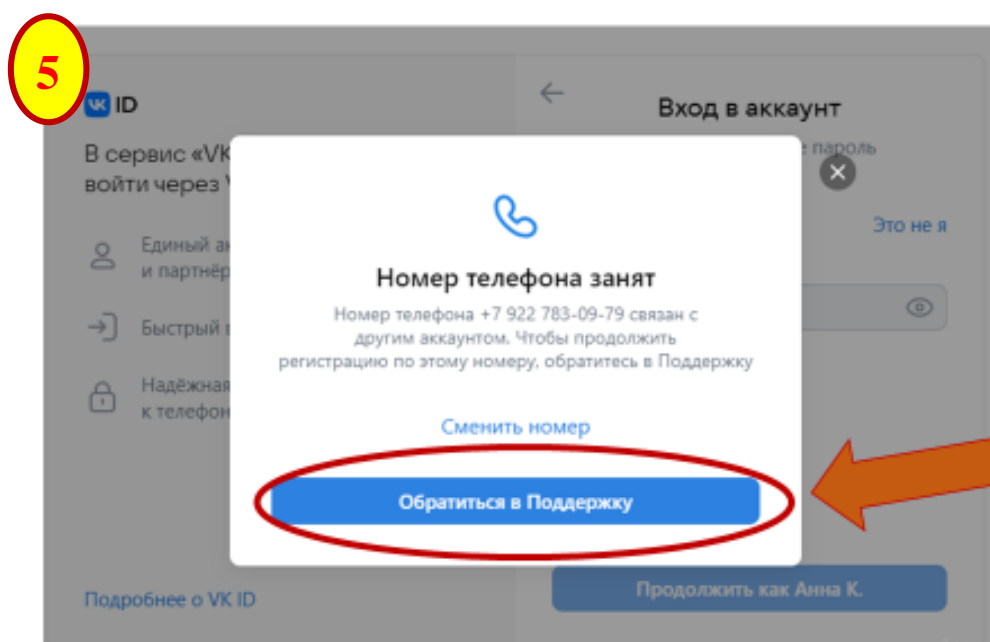 5
VK ID
Вход в аккаунт
В сервис «VK
войти через
пароль
Это не я
Единый
и партнёр
Быстрый
Надёжная
к телефон
Номер телефона занят
Номер телефона +7 922 783-09-79 связан с
другим аккаунтом. Чтобы продолжить
регистрацию по этому номеру, обратитесь в Поддержку
Сменить номер
Обратиться в Поддержку
Продолжить как Анна К.
Подробнее о VK ID